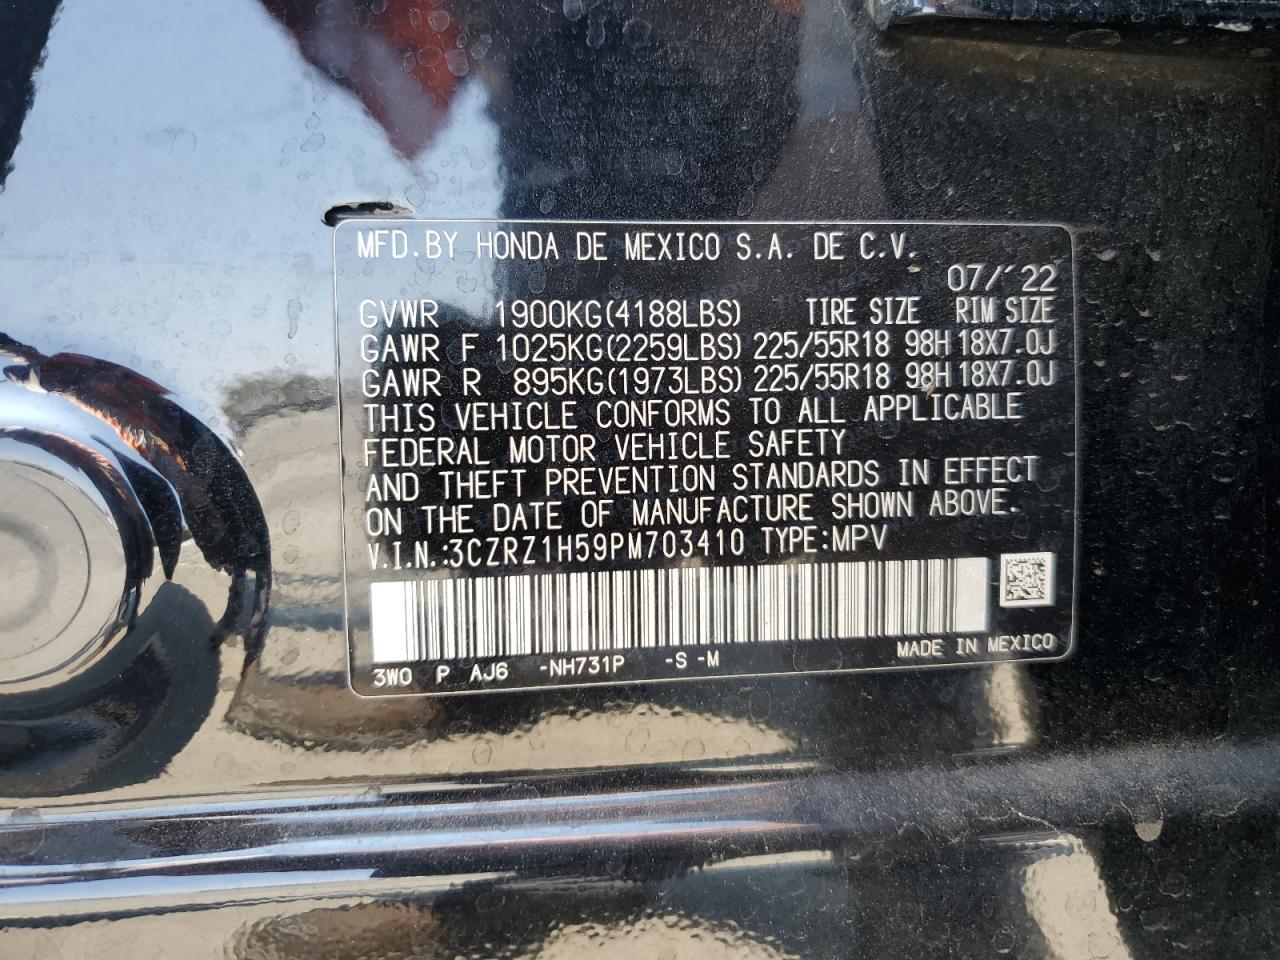 MFD.BY HONDA DE MEXICO S.A. DE C.V.
07/'22
GVWR 1900KG(4188LBS) TIRE SIZE RIM SIZE
GAWR F 1025KG(2259LBS) 225/55R18 98H 18X7.0J
GAWR R 895KG(1973LBS) 225/55R18 98H 18X7.0J
THIS VEHICLE CONFORMS TO ALL APPLICABLE
FEDERAL MOTOR VEHICLE SAFETY
AND THEFT PREVENTION STANDARDS IN EFFECT
ON THE DATE OF MANUFACTURE SHOWN ABOVE.
V.I.N.:3CZRZ1H59PM703410 TYPE:MPV
3W0 P AJ6 -NH731P -S -M MADE IN MEXICO